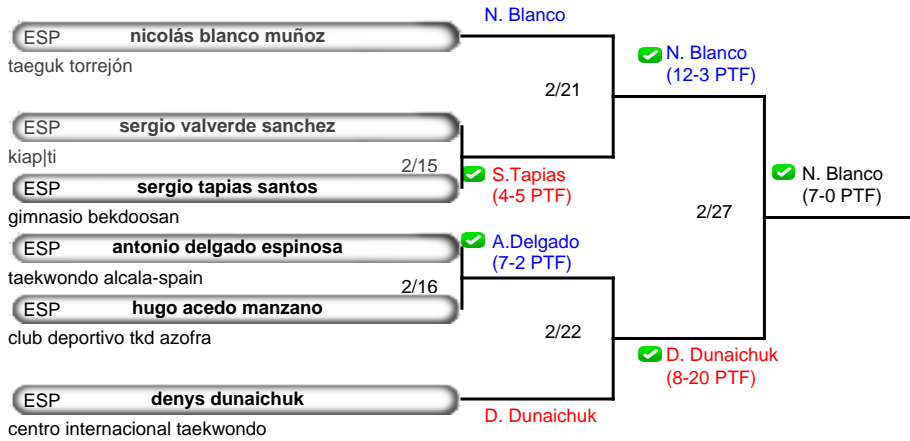 N. Blanco
ESP nicolás blanco muñoz
taeguk torrejón
N. Blanco
(12-3 PTF)
2/21
ESP sergio valverde sanchez
kiap|ti
2/15
S.Tapias
(4-5 PTF)
ESP sergio tapias santos
gimnasio bekdoosan
N. Blanco
(7-0 PTF)
2/27
ESP antonio delgado espinosa
taekwondo alcala-spain
A.Delgado
(7-2 PTF)
2/16
ESP hugo acedo manzano
club deportivo tkd azofra
2/22
D. Dunaichuk
(8-20 PTF)
ESP denys dunaichuk
centro internacional taekwondo
D. Dunaichuk